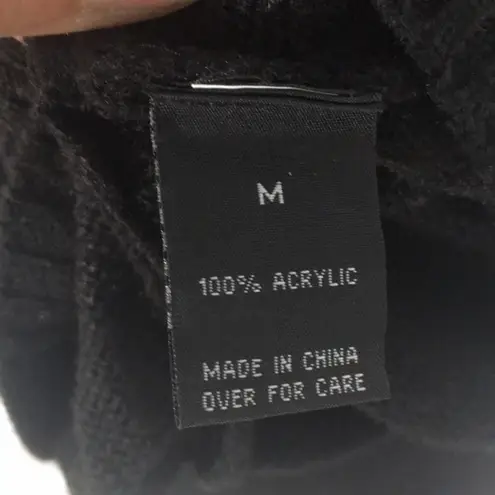 M
100% ACRYLIC
MADE IN CHINA
OVER FOR CARE